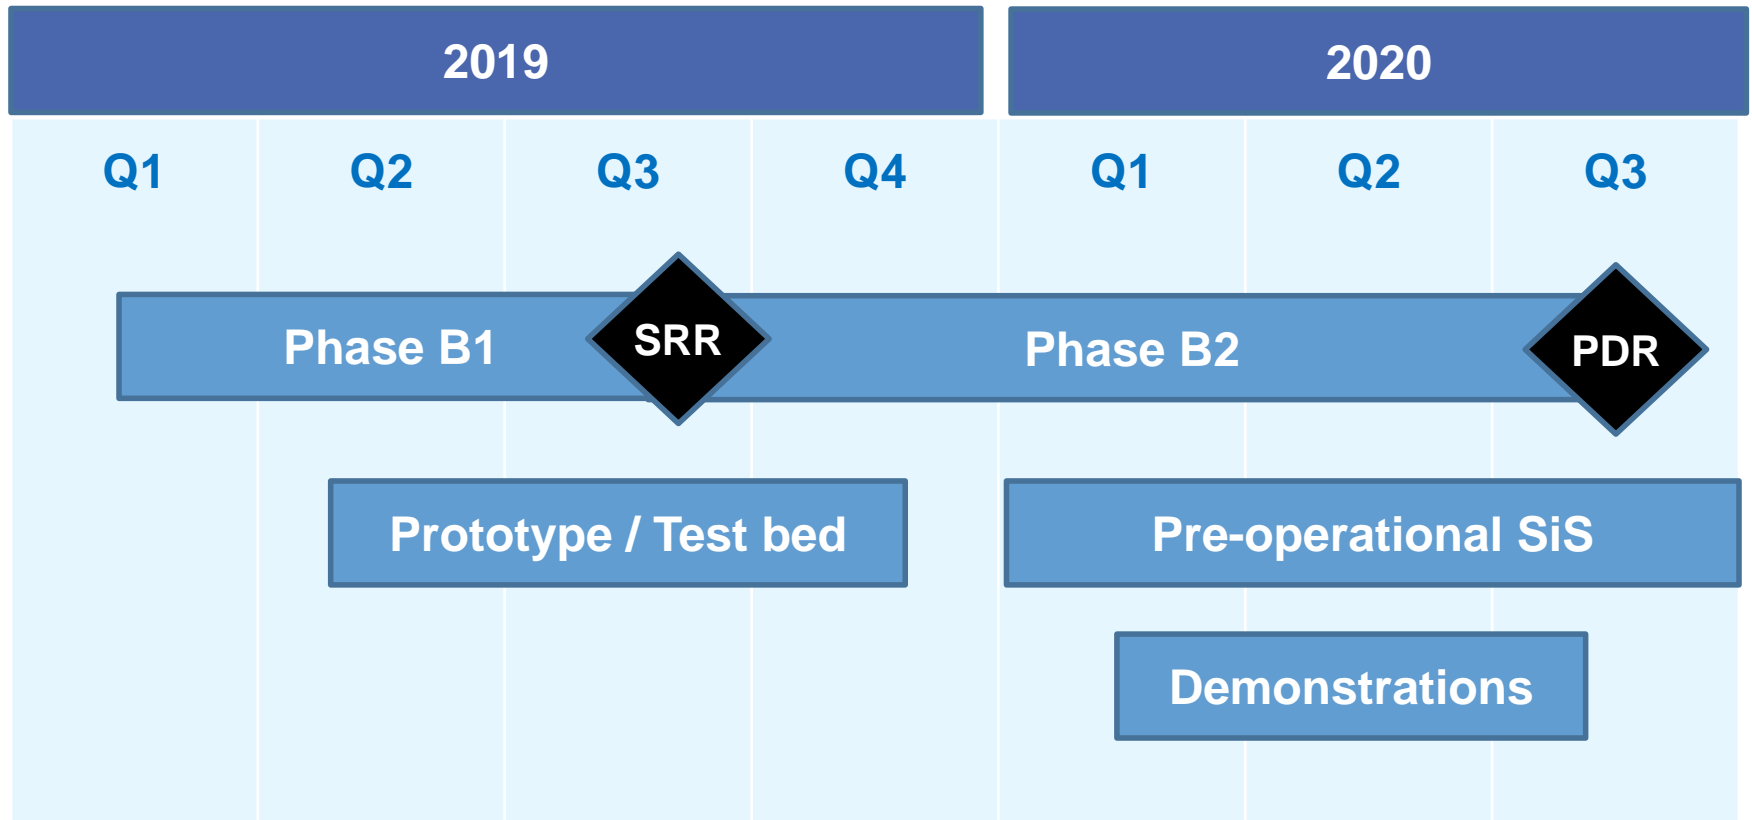 2019
2020
Q1
Q2
Q3
Q4
Q1
Q2
Q3
Phase B1
SRR
Phase B2
PDR
Prototype / Test bed
Pre-operational SiS
Demonstrations